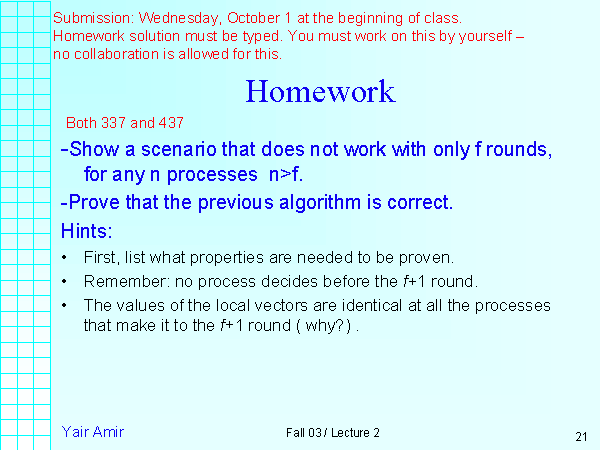 Submission: Wednesday, October 1 at the beginning of class.
Homework solution must be typed. You must work on this by yourself –
no collaboration is allowed for this.
Homework
Both 337 and 437
-Show a scenario that does not work with only f rounds,
for any n processes n>f.
-Prove that the previous algorithm is correct.
Hints:
• First, list what properties are needed to be proven.
• Remember: no process decides before the f+1 round.
• The values of the local vectors are identical at all the processes
that make it to the f+1 round ( why? ) .
Yair Amir
Fall 03 / Lecture 2
21